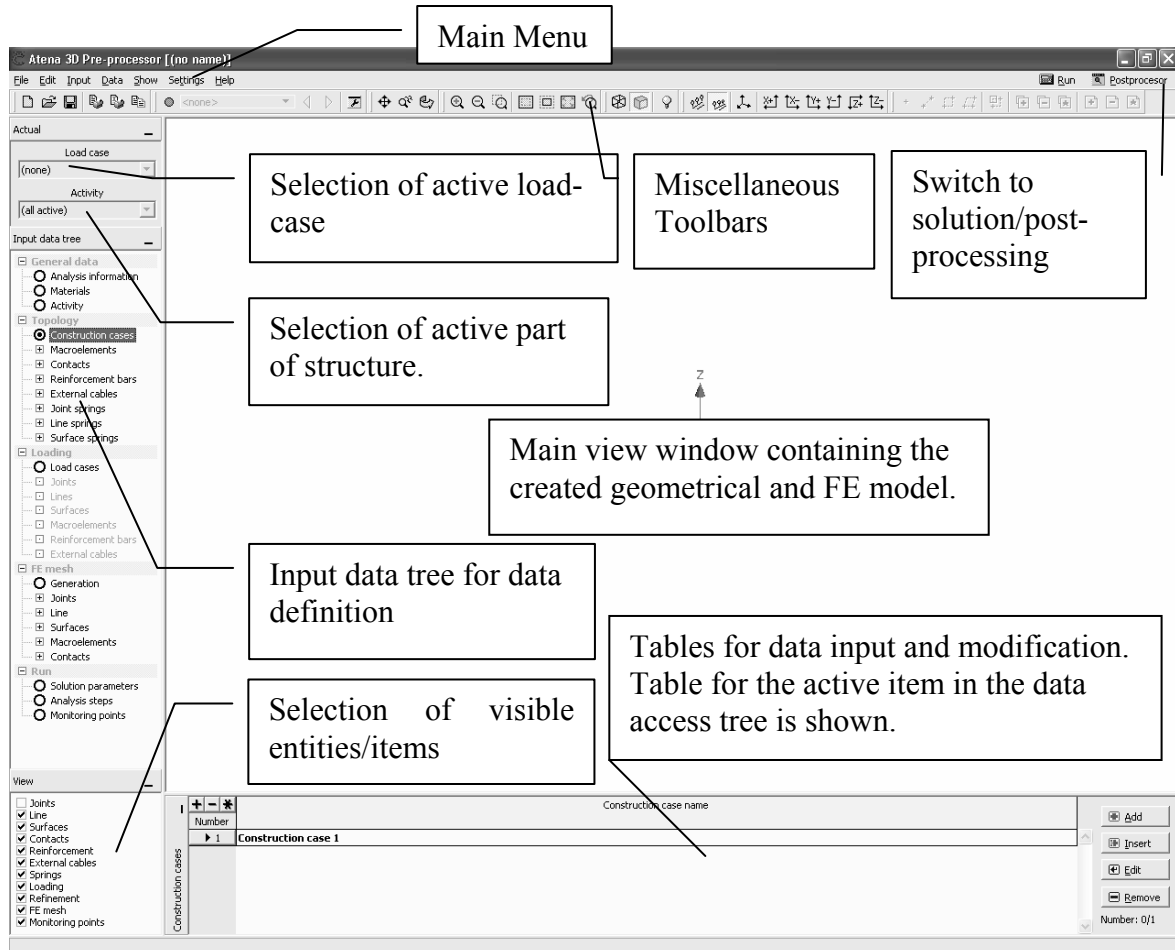 Main Menu
Atena 3D Pre-processor [(no name)]
File Edit Input Data Show Settings Help
Run Postprocesor
<none>
Actual
Load case
(none)
Activity
(all active)
Input data tree
General data
Analysis information
Materials
Activity
Topology
Construction cases
Macroelements
Contacts
Reinforcement bars
External cables
Joint springs
Line springs
Surface springs
Loading
Load cases
Joints
Lines
Surfaces
Macroelements
Reinforcement bars
External cables
FE mesh
Generation
Joints
Line
Surfaces
Macroelements
Contacts
Run
Solution parameters
Analysis steps
Monitoring points
Selection of active load-
case
Miscellaneous
Toolbars
Switch to
solution/post-
processing
Selection of active part
of structure.
Z
Main view window containing the
created geometrical and FE model.
Input data tree for data
definition
Tables for data input and modification.
Table for the active item in the data
access tree is shown.
Selection of visible
entities/items
View
Joints
Line
Surfaces
Contacts
Reinforcement
External cables
Springs
Loading
Refinement
FE mesh
Monitoring points
Construction cases
Number
Construction case name
1 Construction case 1
Add
Insert
Edit
Remove
Number: 0/1